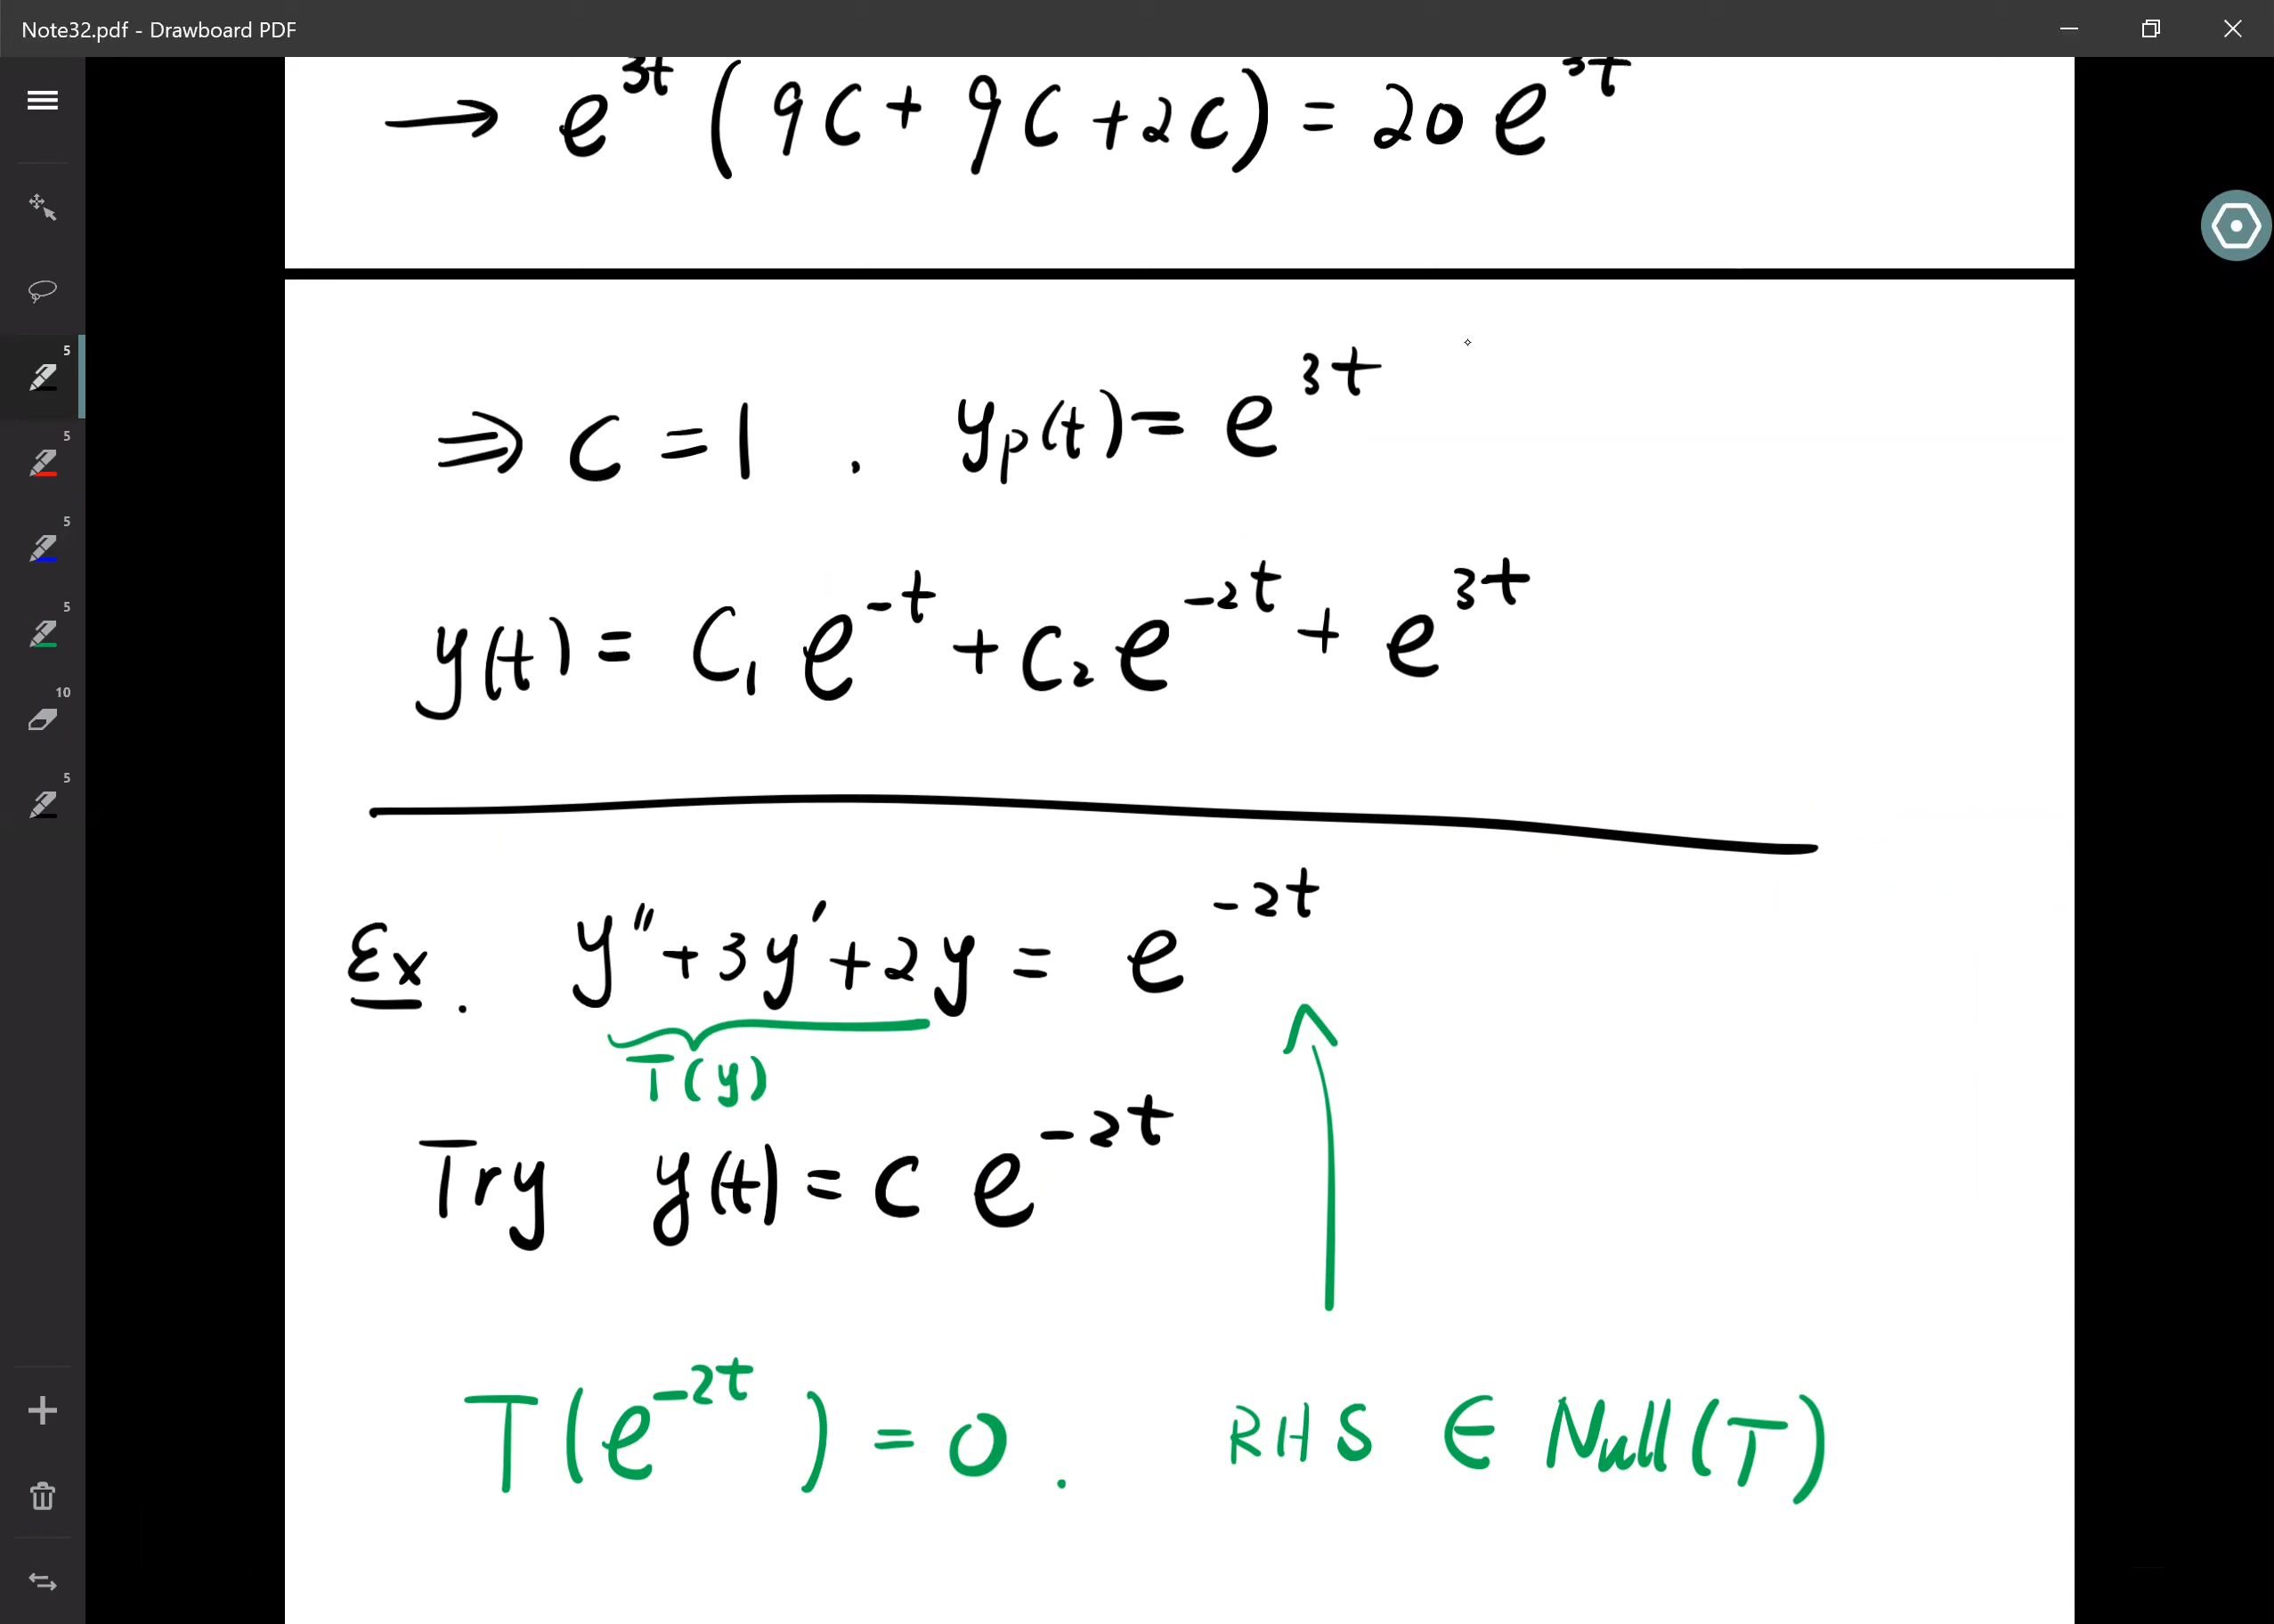 Note32.pdf - Drawboard PDF
→ e^{3t} ( 9C + 9C + 2C ) = 20 e^{3t}
5
⇒ C = 1 . y_p(t) = e^{3t}
5
5
y(t) = C_1 e^{-t} + C_2 e^{-2t} + e^{3t}
5
10
5
Ex. y'' + 3y' + 2y = e^{-2t}
T(y)
Try y(t) = C e^{-2t}
T(e^{-2t}) = 0 . RHS ∈ Null(T)